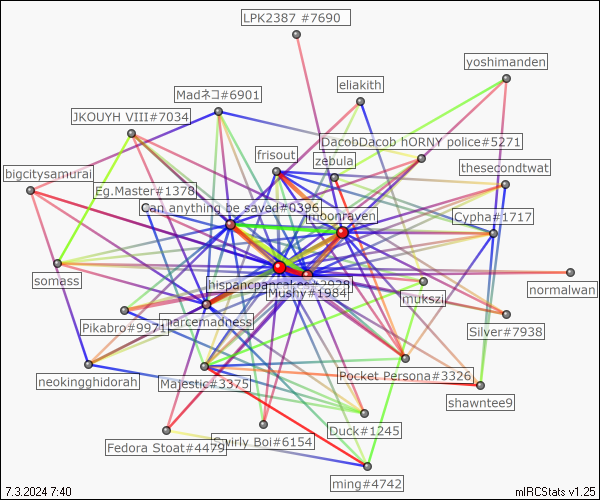 LPK2387 #7690
yoshimanden
eliakith
Madネコ#6901
JKOUYH VIII#7034
DacobDacob hORNY police#5271
frisout
zebula
thesedondtwat
bigcitysamurai
Eg.Master#1378
Can anything be saved#0396
moonraven
Cypha#1717
somass
hispancpancakes#3928
Mushy#1984
mukszi
normalwan
Pikabro#9971
harcemadness
Silver#7938
neokingghidorah
Majestic#3375
Pocket Persona#3326
shawntee9
Duck#1245
Fedora Stoat#4479
Swirly Boi#6154
ming#4742
7.3.2024 7:40
mIRCStats v1.25